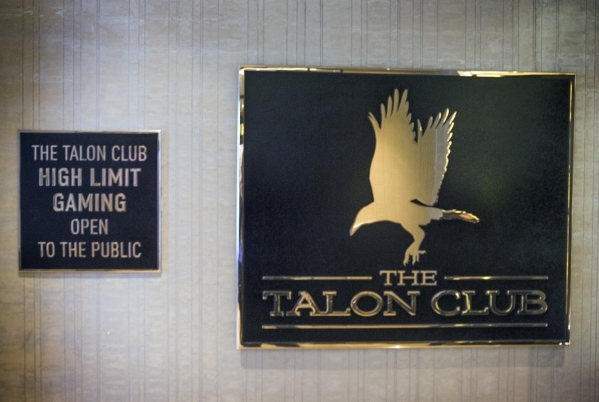 THE TALON CLUB
HIGH LIMIT
GAMING
OPEN
TO THE PUBLIC
THE
TALON CLUB